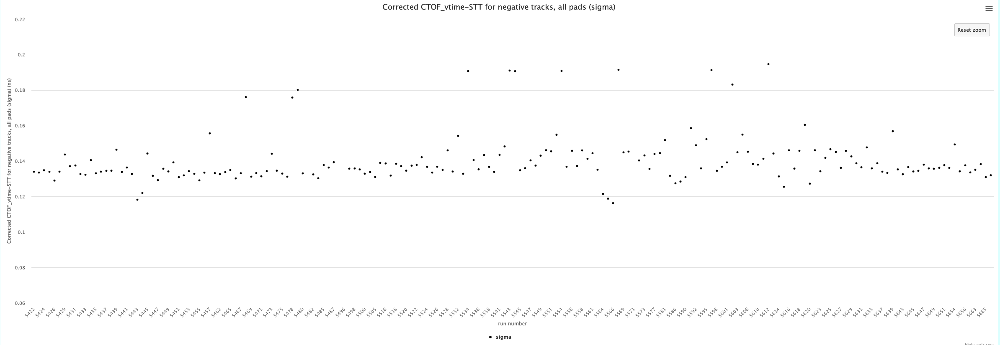 Corrected CTOF_vtime-STT for negative tracks, all pads (sigma)
Reset zoom
Corrected CTOF_vtime-STT for negative tracks, all pads (sigma) (ns)
0.22
0.2
0.18
0.16
0.14
0.12
0.1
0.08
0.06
5422 5424 5426 5429 5431 5433 5435 5437 5439 5441 5443 5445 5447 5449 5451 5453 5455 5457 5462 5465 5467 5469 5471 5473 5475 5478 5480 5482 5485 5487 5496 5498 5500 5505 5516 5518 5520 5522 5524 5526 5528 5532 5534 5536 5538 5541 5543 5545 5547 5549 5551 5554 5556 5558 5561 5564 5566 5569 5571 5573 5577 5581 5586 5590 5592 5595 5598 5601 5603 5606 5610 5612 5614 5616 5618 5620 5623 5625 5627 5629 5631 5633 5637 5639 5643 5645 5647 5649 5651 5654 5656 5663 5665
run number
sigma
Highcharts.com